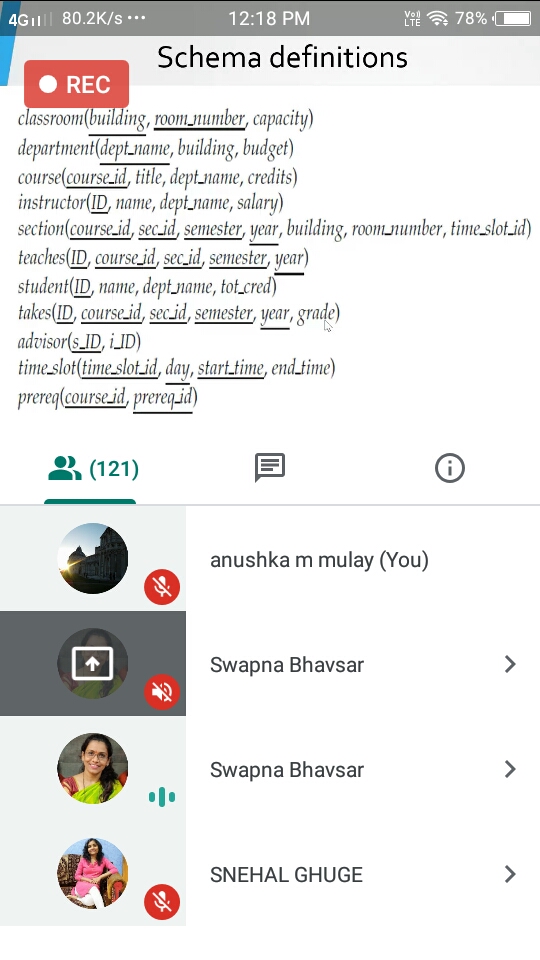 4G 80.2K/s ... 12:18 PM VoLTE 78%
Schema definitions
REC
classroom(building, room_number, capacity)
department(dept_name, building, budget)
course(course_id, title, dept_name, credits)
instructor(ID, name, dept_name, salary)
section(course_id, sec_id, semester, year, building, room_number, time_slot_id)
teaches(ID, course_id, sec_id, semester, year)
student(ID, name, dept_name, tot_cred)
takes(ID, course_id, sec_id, semester, year, grade)
advisor(s_ID, i_ID)
time_slot(time_slot_id, day, start_time, end_time)
prereq(course_id, prereq_id)
(121)
anushka m mulay (You)
Swapna Bhavsar
Swapna Bhavsar
SNEHAL GHUGE